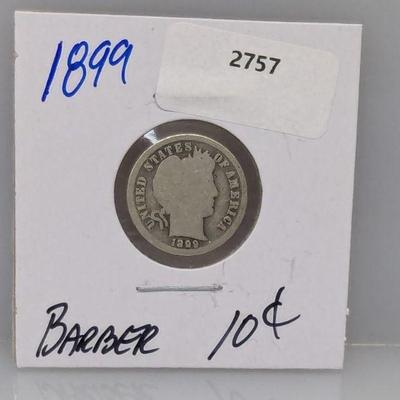 1899
2757
UNITED STATES OF AMERICA
1899
BARBER 10¢